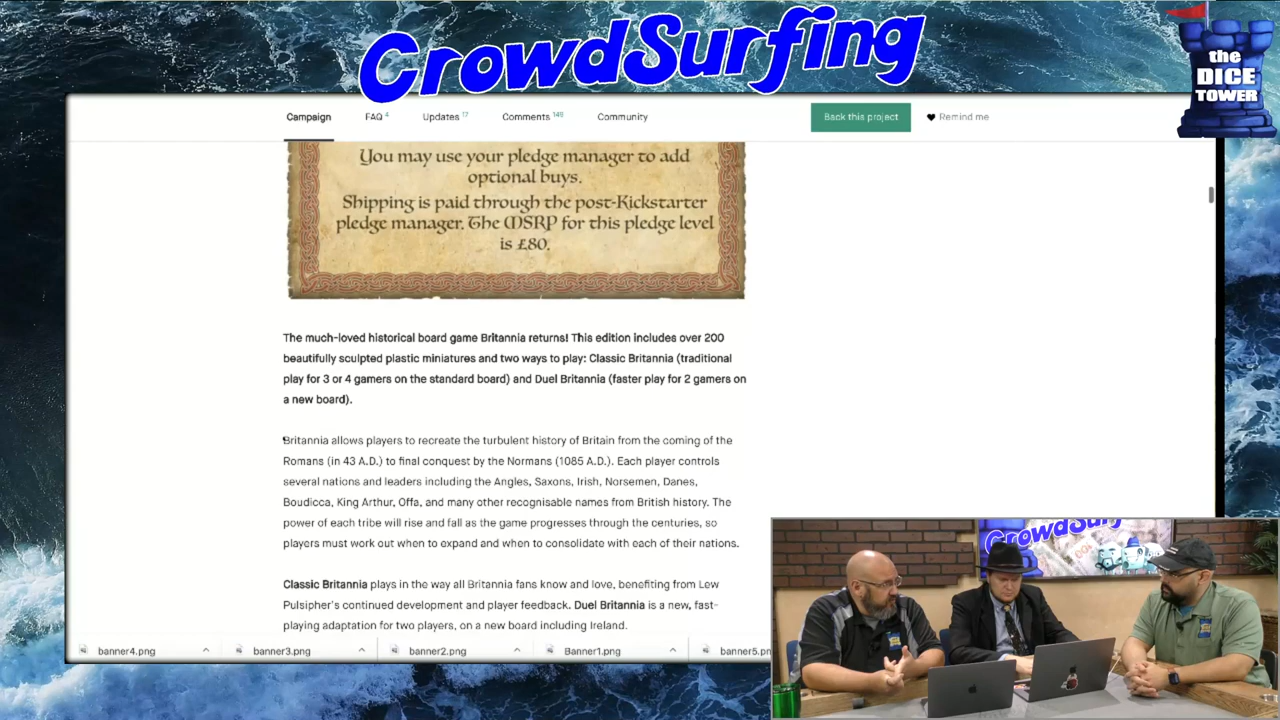 CrowdSurfing
the
DICE
TOWER
Campaign
FAQ 4
Updates 17
Comments 149
Community
Back this project
Remind me
You may use your pledge manager to add
optional buys.
Shipping is paid through the post-Kickstarter
pledge manager. The MSRP for this pledge level
is £80.
The much-loved historical board game Britannia returns! This edition includes over 200
beautifully sculpted plastic miniatures and two ways to play: Classic Britannia (traditional
play for 3 or 4 gamers on the standard board) and Duel Britannia (faster play for 2 gamers on
a new board).
Britannia allows players to recreate the turbulent history of Britain from the coming of the
Romans (in 43 A.D.) to final conquest by the Normans (1085 A.D.). Each player controls
several nations and leaders including the Angles, Saxons, Irish, Norsemen, Danes,
Boudicca, King Arthur, Offa, and many other recognisable names from British history. The
power of each tribe will rise and fall as the game progresses through the centuries, so
players must work out when to expand and when to consolidate with each of their nations.
Classic Britannia plays in the way all Britannia fans know and love, benefiting from Lew
Pulsipher's continued development and player feedback. Duel Britannia is a new, fast-
playing adaptation for two players, on a new board including Ireland.
banner4.png
banner3.png
banner2.png
Banner1.png
banner5.pn
CrowdSurf